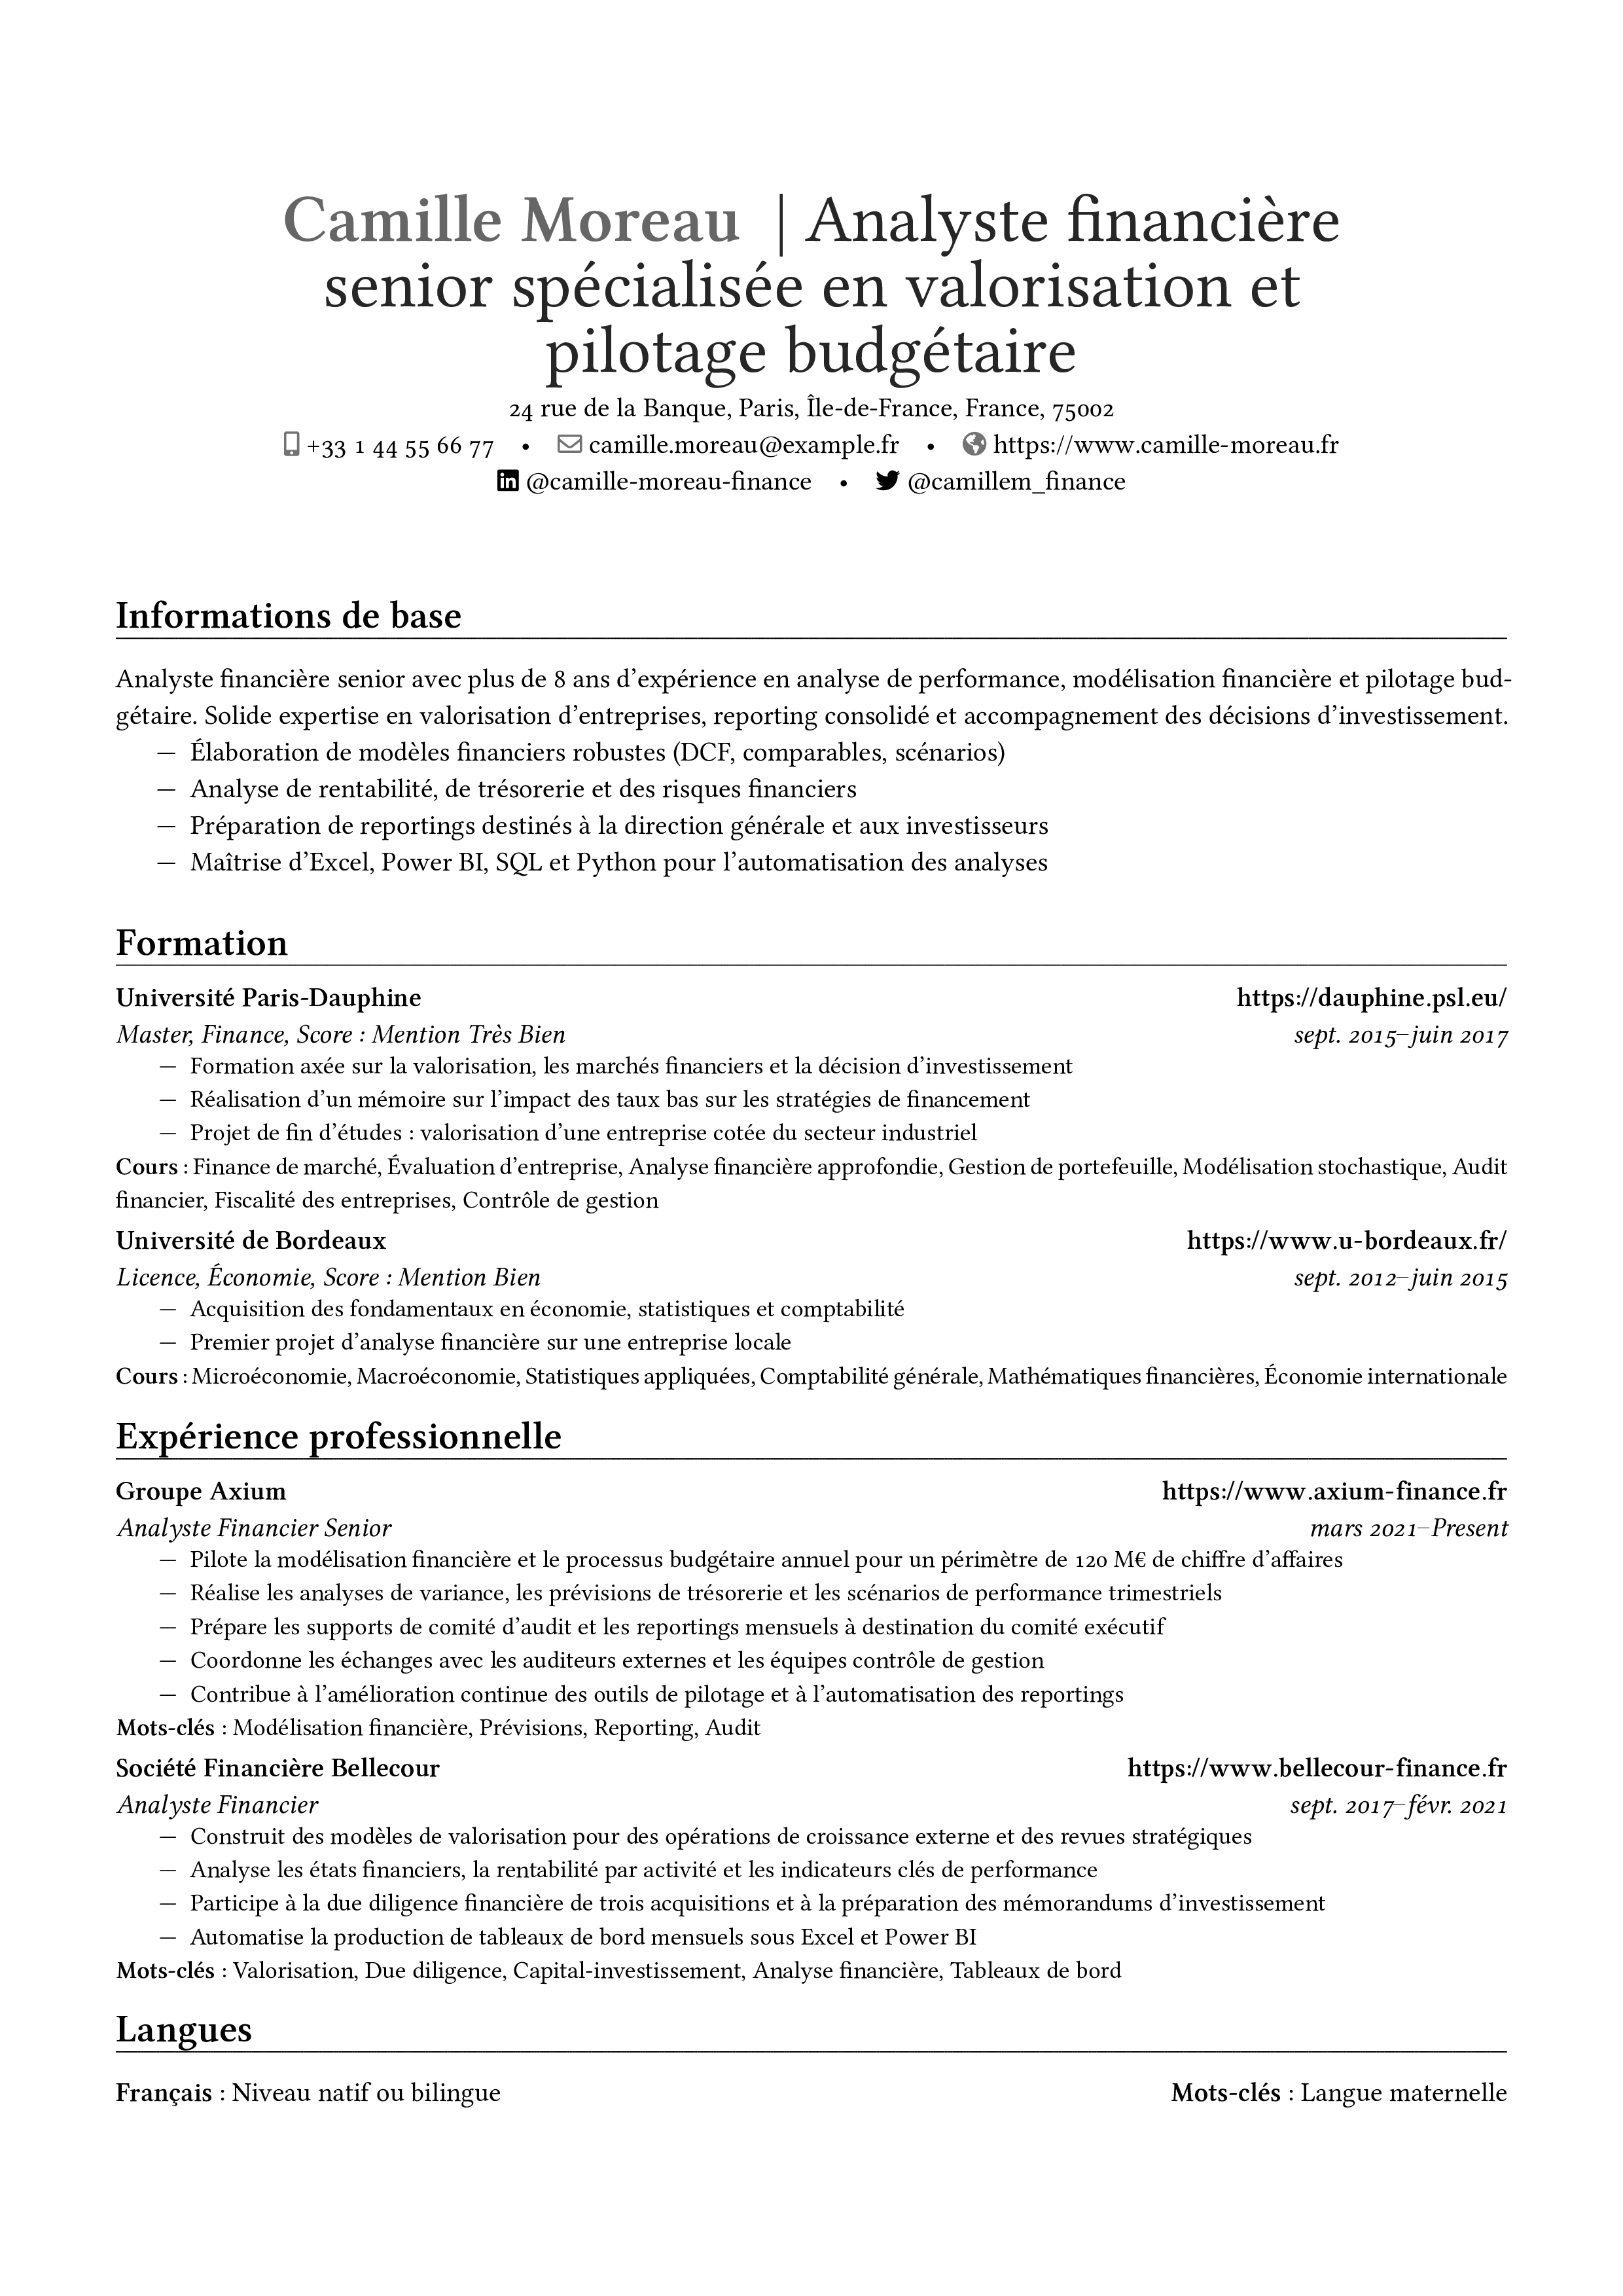 Camille Moreau | Analyste financière
senior spécialisée en valorisation et
pilotage budgétaire
24 rue de la Banque, Paris, Île-de-France, France, 75002
+33 1 44 55 66 77 • camille.moreau@example.fr • https://www.camille-moreau.fr
@camille-moreau-finance • @camillem_finance
Informations de base
Analyste financière senior avec plus de 8 ans d’expérience en analyse de performance, modélisation financière et pilotage bud-
gétaire. Solide expertise en valorisation d’entreprises, reporting consolidé et accompagnement des décisions d’investissement.
— Élaboration de modèles financiers robustes (DCF, comparables, scénarios)
— Analyse de rentabilité, de trésorerie et des risques financiers
— Préparation de reportings destinés à la direction générale et aux investisseurs
— Maîtrise d’Excel, Power BI, SQL et Python pour l’automatisation des analyses
Formation
Université Paris-Dauphine https://dauphine.psl.eu/
Master, Finance, Score : Mention Très Bien sept. 2015–juin 2017
— Formation axée sur la valorisation, les marchés financiers et la décision d’investissement
— Réalisation d’un mémoire sur l’impact des taux bas sur les stratégies de financement
— Projet de fin d’études : valorisation d’une entreprise cotée du secteur industriel
Cours : Finance de marché, Évaluation d’entreprise, Analyse financière approfondie, Gestion de portefeuille, Modélisation stochastique, Audit
financier, Fiscalité des entreprises, Contrôle de gestion
Université de Bordeaux https://www.u-bordeaux.fr/
Licence, Économie, Score : Mention Bien sept. 2012–juin 2015
— Acquisition des fondamentaux en économie, statistiques et comptabilité
— Premier projet d’analyse financière sur une entreprise locale
Cours : Microéconomie, Macroéconomie, Statistiques appliquées, Comptabilité générale, Mathématiques financières, Économie internationale
Expérience professionnelle
Groupe Axium https://www.axium-finance.fr
Analyste Financier Senior mars 2021–Present
— Pilote la modélisation financière et le processus budgétaire annuel pour un périmètre de 120 M€ de chiffre d’affaires
— Réalise les analyses de variance, les prévisions de trésorerie et les scénarios de performance trimestriels
— Prépare les supports de comité d’audit et les reportings mensuels à destination du comité exécutif
— Coordonne les échanges avec les auditeurs externes et les équipes contrôle de gestion
— Contribue à l’amélioration continue des outils de pilotage et à l’automatisation des reportings
Mots-clés : Modélisation financière, Prévisions, Reporting, Audit
Société Financière Bellecour https://www.bellecour-finance.fr
Analyste Financier sept. 2017–févr. 2021
— Construit des modèles de valorisation pour des opérations de croissance externe et des revues stratégiques
— Analyse les états financiers, la rentabilité par activité et les indicateurs clés de performance
— Participe à la due diligence financière de trois acquisitions et à la préparation des mémorandums d’investissement
— Automatise la production de tableaux de bord mensuels sous Excel et Power BI
Mots-clés : Valorisation, Due diligence, Capital-investissement, Analyse financière, Tableaux de bord
Langues
Français : Niveau natif ou bilingue Mots-clés : Langue maternelle